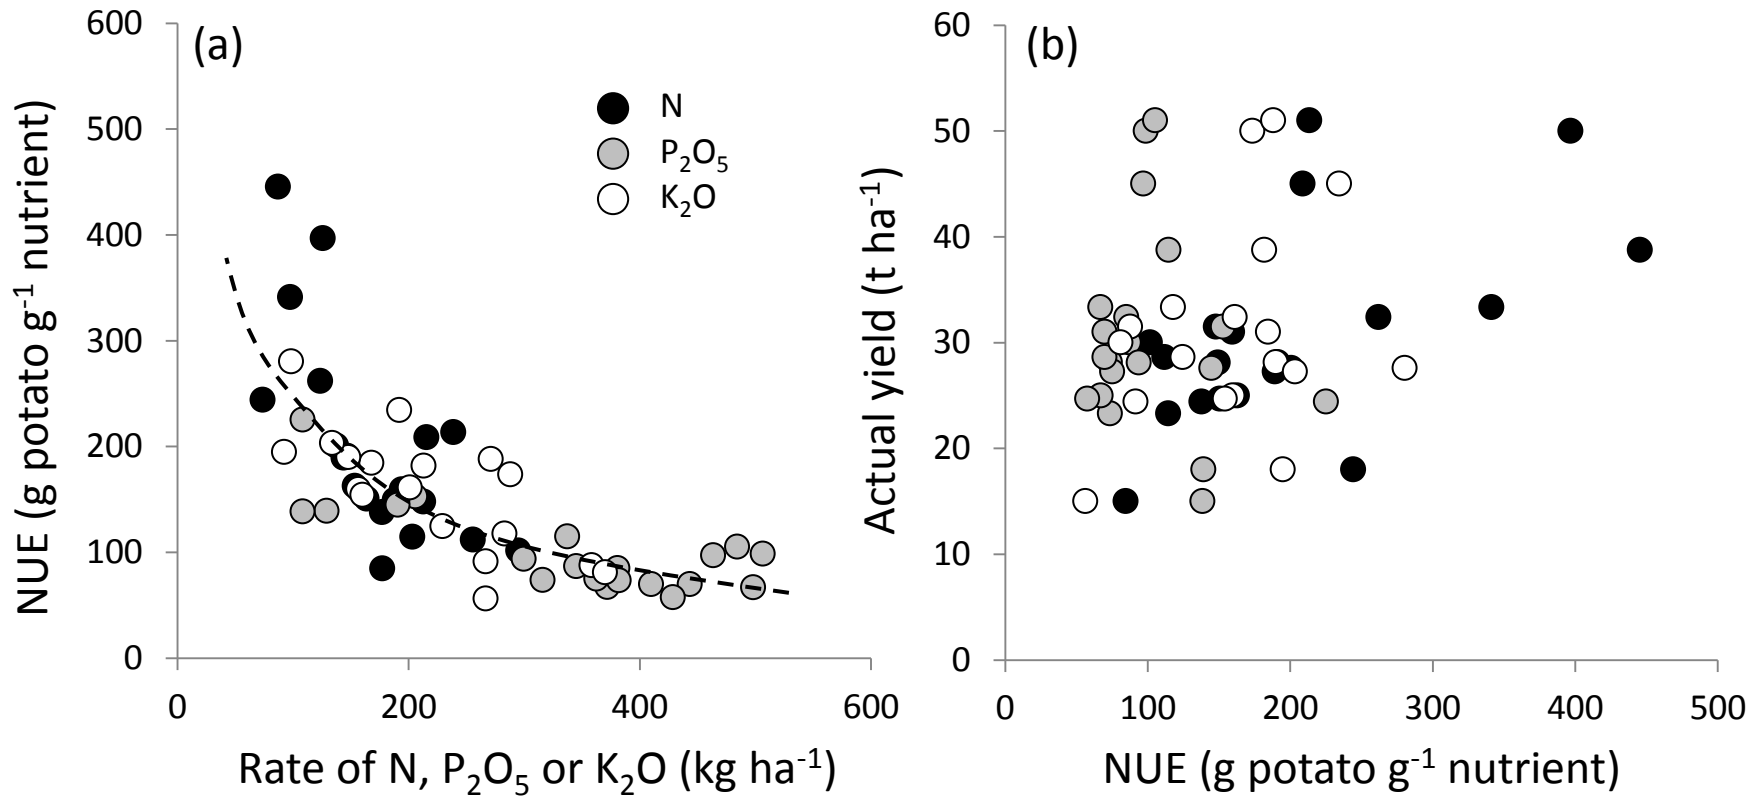 (a)
600
500
400
300
200
100
0
NUE (g potato g⁻¹ nutrient)
N
P₂O₅
K₂O
0 200 400 600
Rate of N, P₂O₅ or K₂O (kg ha⁻¹)
(b)
60
50
40
30
20
10
0
Actual yield (t ha⁻¹)
0 100 200 300 400 500
NUE (g potato g⁻¹ nutrient)